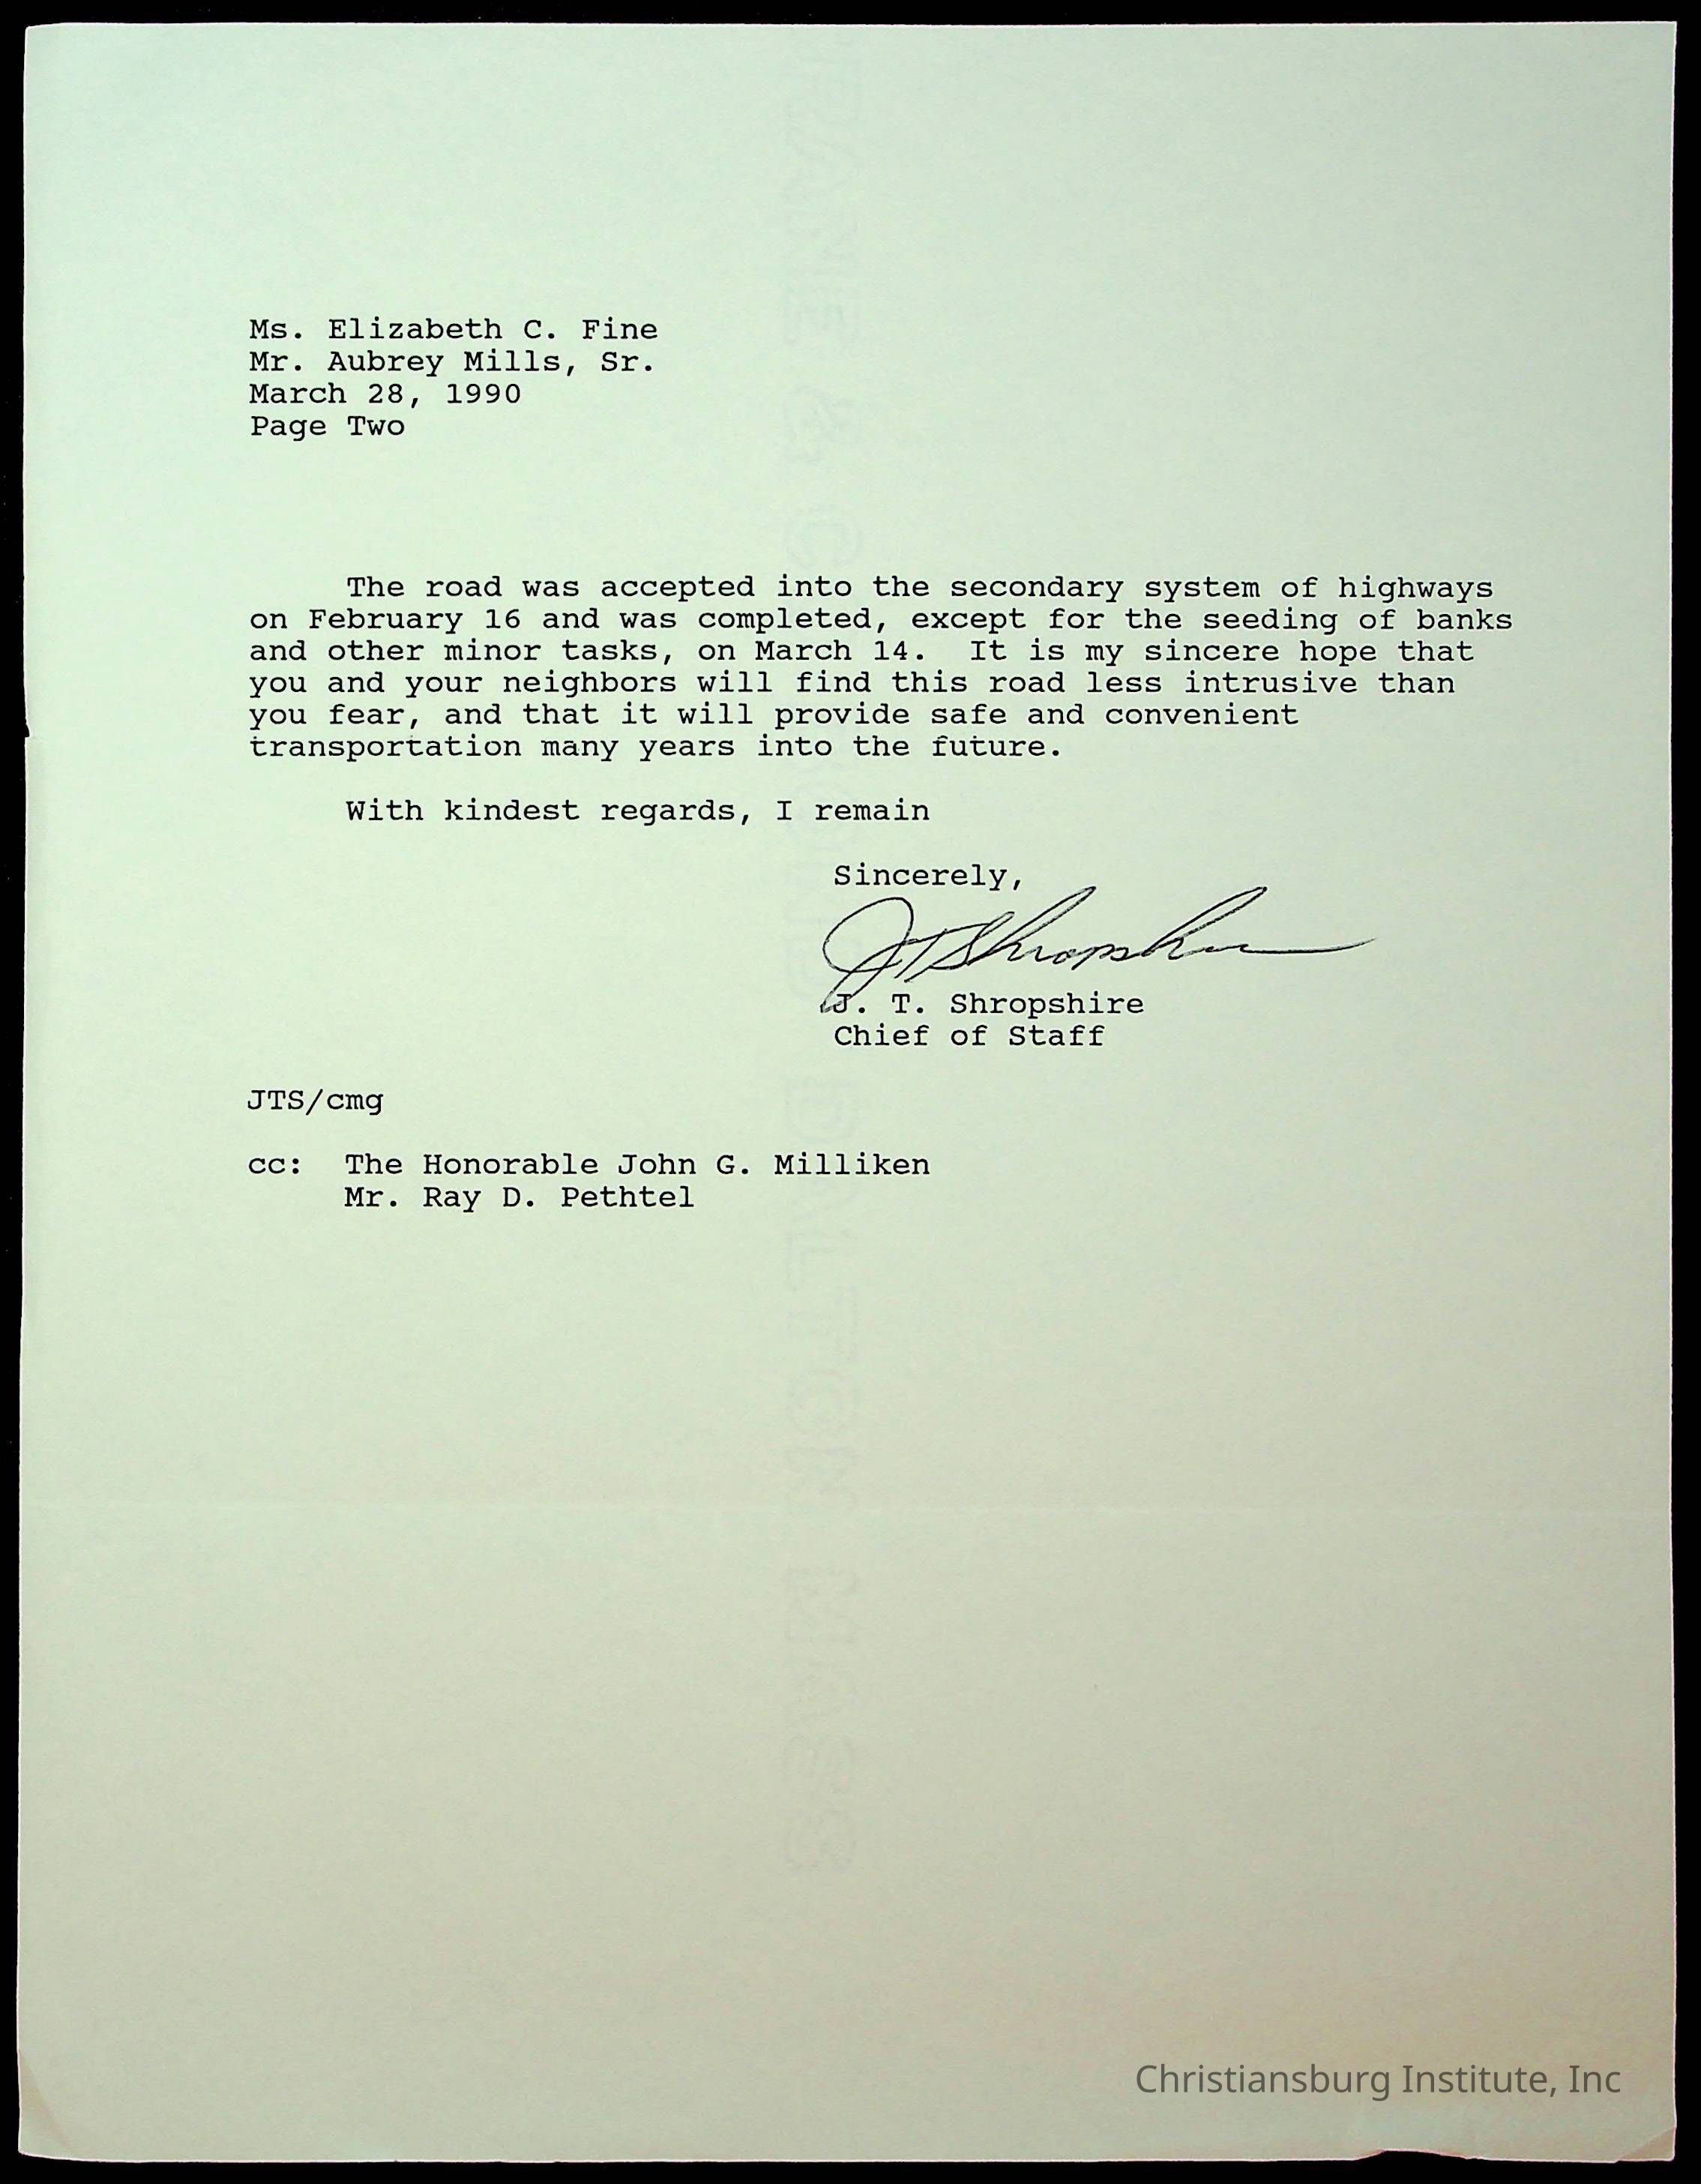 Ms. Elizabeth C. Fine
Mr. Aubrey Mills, Sr.
March 28, 1990
Page Two
The road was accepted into the secondary system of highways
on February 16 and was completed, except for the seeding of banks
and other minor tasks, on March 14.  It is my sincere hope that
you and your neighbors will find this road less intrusive than
you fear, and that it will provide safe and convenient
transportation many years into the future.
With kindest regards, I remain
Sincerely,
JTShropshire
J. T. Shropshire
Chief of Staff
JTS/cmg
cc:  The Honorable John G. Milliken
Mr. Ray D. Pethtel
Christiansburg Institute, Inc